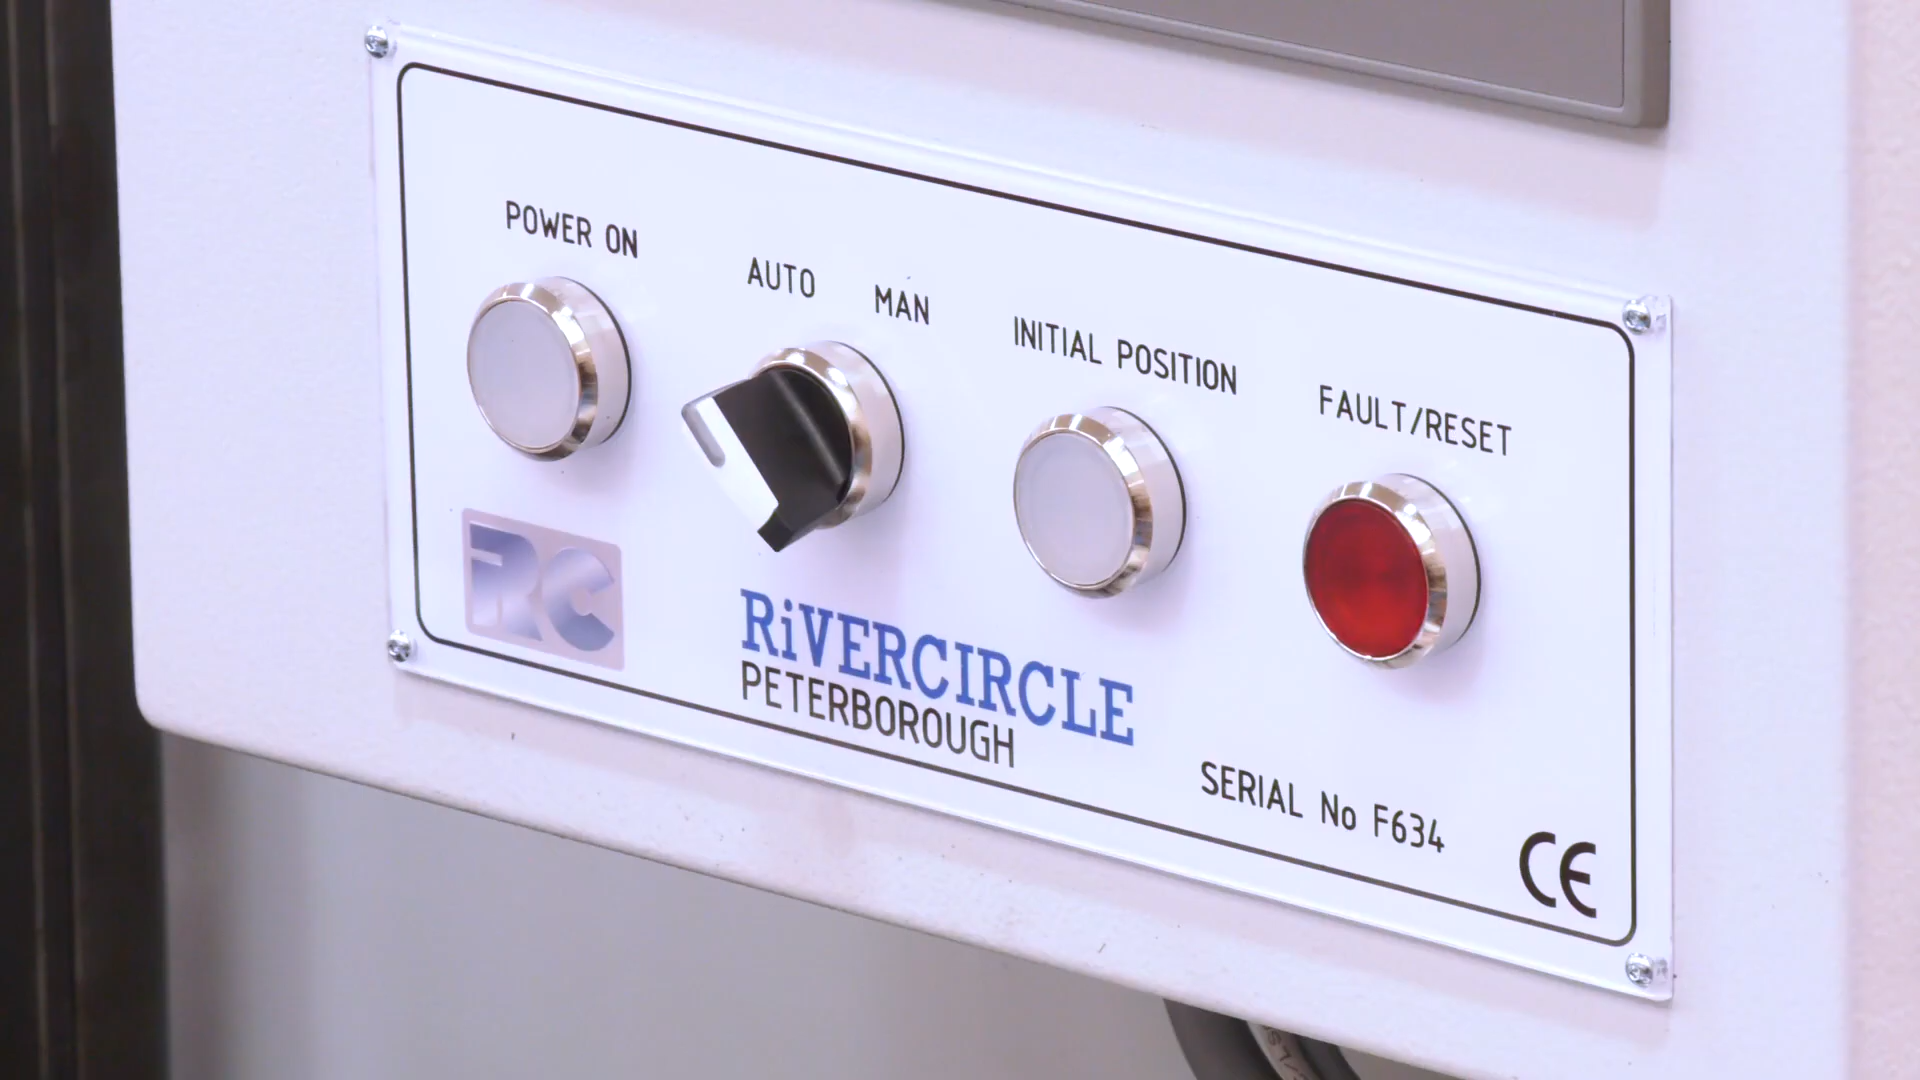 POWER ON
AUTO MAN
INITIAL POSITION
FAULT/RESET
RC
RiVERCIRCLE
PETERBOROUGH
SERIAL No F634
CE